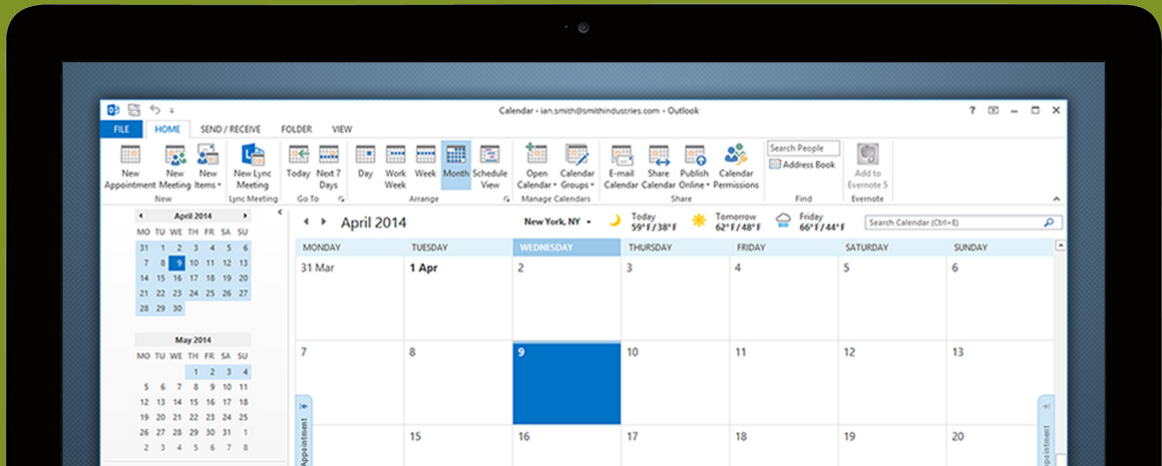 Calendar - ian.smith@smithindustries.com - Outlook
FILE HOME SEND / RECEIVE FOLDER VIEW
New Appointment
New Meeting
New Items
New Lync Meeting
Today
Next 7 Days
Day
Work Week
Week
Month
Schedule View
Open Calendar
Calendar Groups
E-mail Calendar
Share Calendar
Publish Online
Calendar Permissions
Search People
Address Book
Add to Evernote 5
New Lync Meeting Go To Arrange Manage Calendars Share Find Evernote
April 2014
MO TU WE TH FR SA SU
31 1 2 3 4 5 6
7 8 9 10 11 12 13
14 15 16 17 18 19 20
21 22 23 24 25 26 27
28 29 30
May 2014
MO TU WE TH FR SA SU
1 2 3 4
5 6 7 8 9 10 11
12 13 14 15 16 17 18
19 20 21 22 23 24 25
26 27 28 29 30 31 1
2 3 4 5 6 7 8
April 2014
New York, NY
Today
59°F/38°F
Tomorrow
62°F/48°F
Friday
66°F/44°F
Search Calendar (Ctrl+E)
MONDAY TUESDAY WEDNESDAY THURSDAY FRIDAY SATURDAY SUNDAY
31 Mar 1 Apr 2 3 4 5 6
7 8 9 10 11 12 13
15 16 17 18 19 20
Appointment